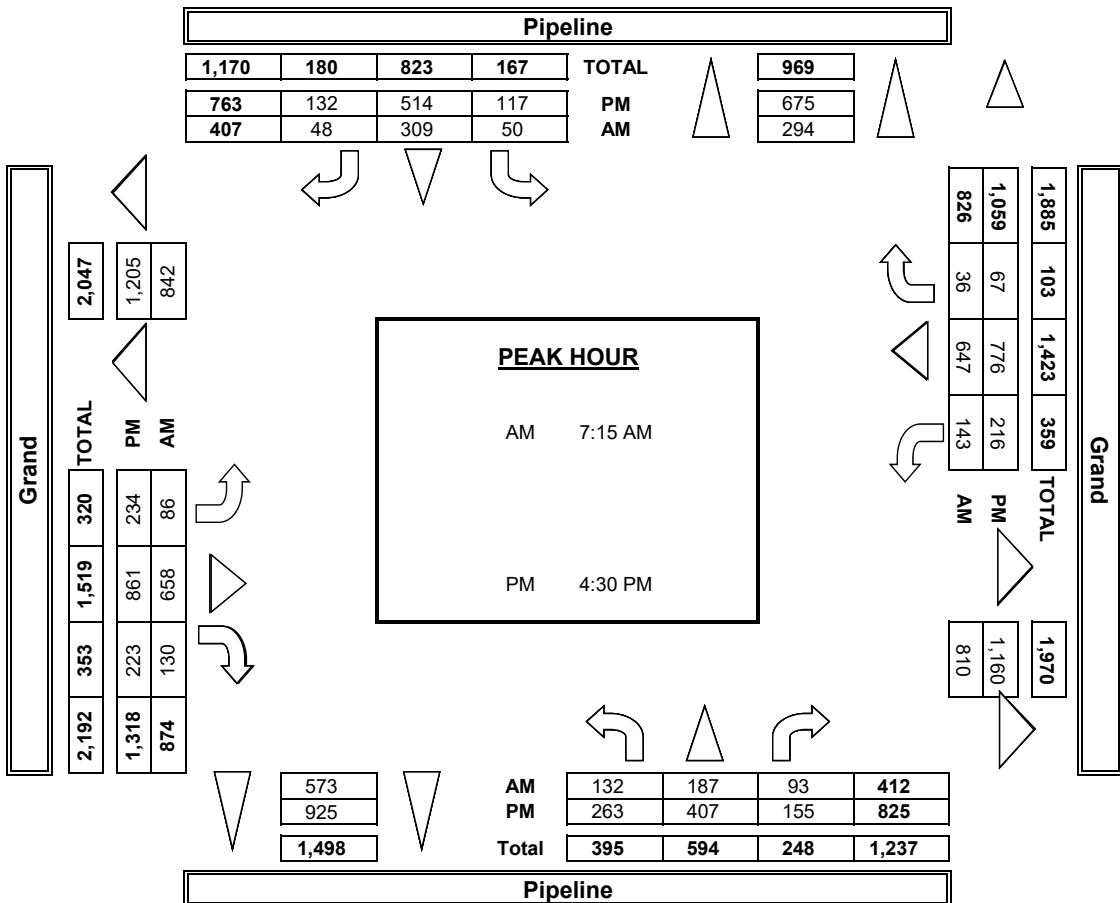 Pipeline
1,170 180 823 167 TOTAL 969
763 132 514 117 PM 675
407 48 309 50 AM 294
Grand
2,047
1,205
842
TOTAL 320 1,519 353 2,192
PM 234 861 223 1,318
AM 86 658 130 874
PEAK HOUR
AM 7:15 AM
PM 4:30 PM
1,885 103 1,423 359 TOTAL 1,970
1,059 67 776 216 PM 1,160
826 36 647 143 AM 810
Grand
573 AM 132 187 93 412
925 PM 263 407 155 825
1,498 Total 395 594 248 1,237
Pipeline